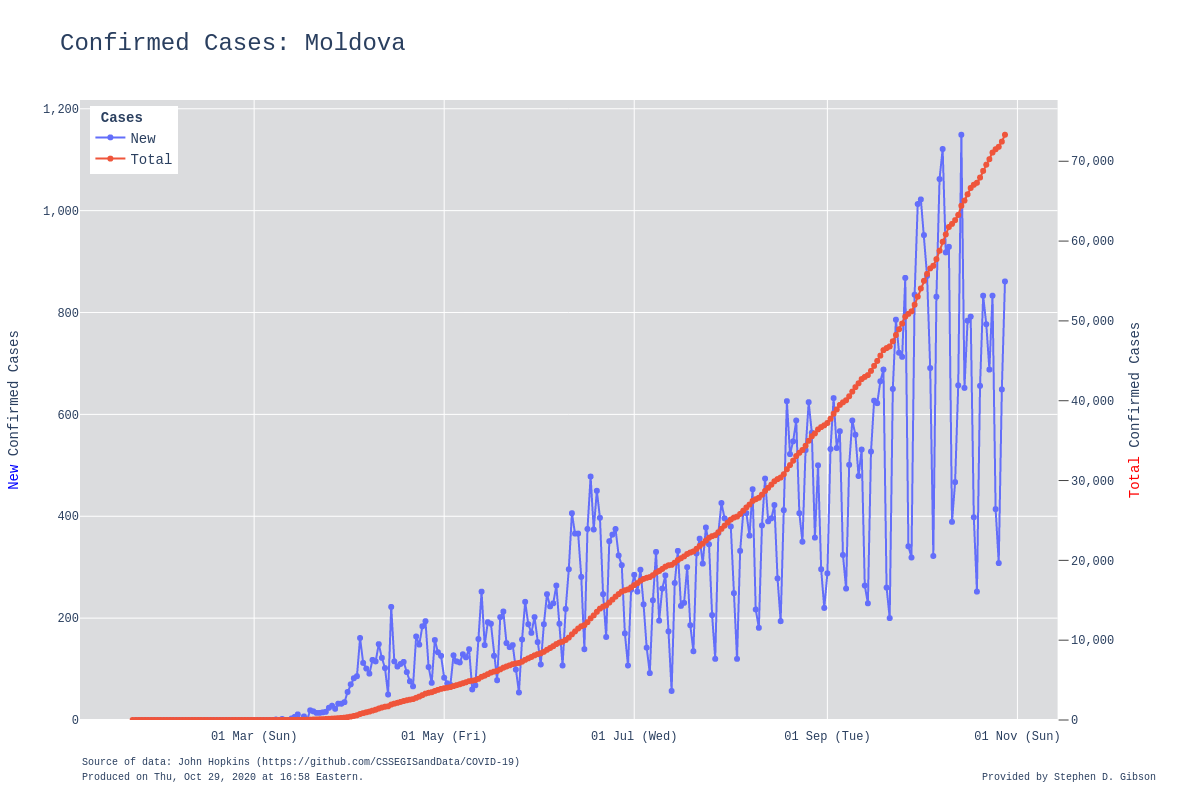 Confirmed Cases: Moldova
Cases
New
Total
1,200
1,000
800
600
400
200
0
70,000
60,000
50,000
40,000
30,000
20,000
10,000
0
New Confirmed Cases
Total Confirmed Cases
01 Mar (Sun) 01 May (Fri) 01 Jul (Wed) 01 Sep (Tue) 01 Nov (Sun)
Source of data: John Hopkins (https://github.com/CSSEGISandData/COVID-19)
Produced on Thu, Oct 29, 2020 at 16:58 Eastern.
Provided by Stephen D. Gibson